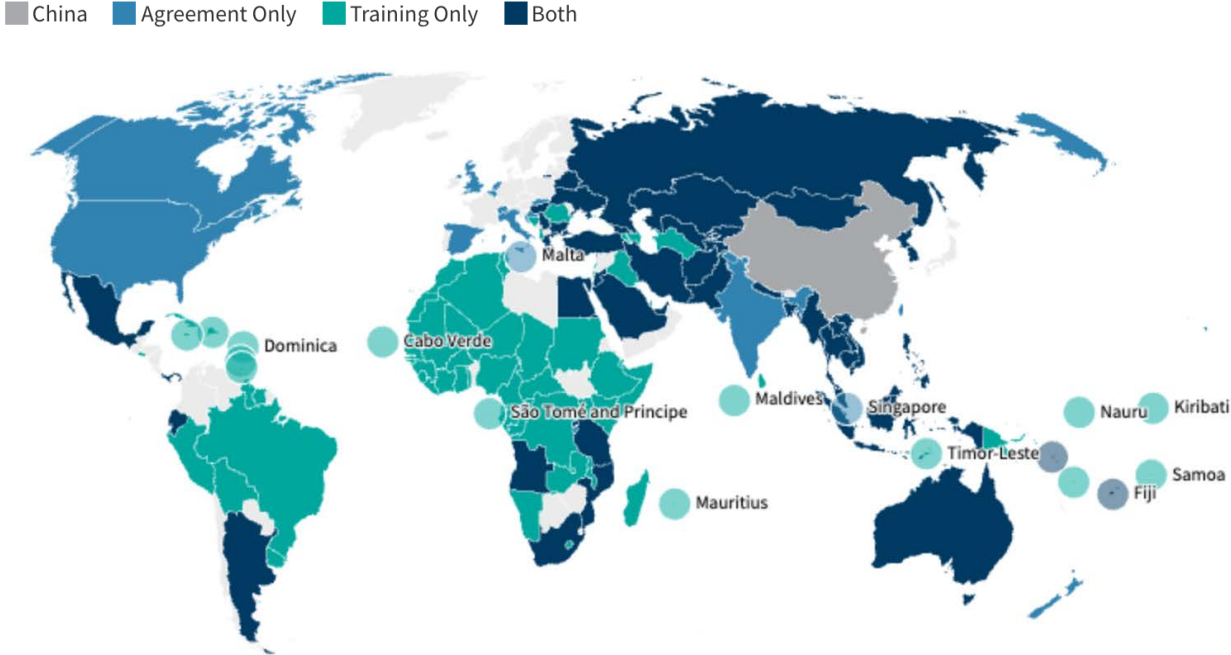 China Agreement Only Training Only Both
Malta
Dominica
Cabo Verde
Maldives
Singapore
São Tomé and Principe
Nauru
Kiribati
Timor-Leste
Samoa
Fiji
Mauritius